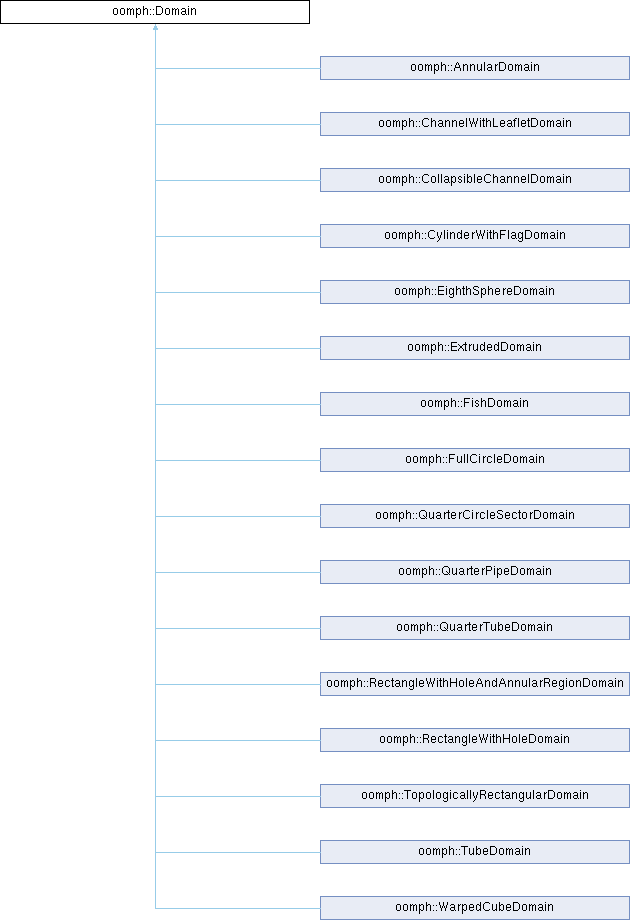 oomph::Domain
oomph::AnnularDomain
oomph::ChannelWithLeafletDomain
oomph::CollapsibleChannelDomain
oomph::CylinderWithFlagDomain
oomph::EighthSphereDomain
oomph::ExtrudedDomain
oomph::FishDomain
oomph::FullCircleDomain
oomph::QuarterCircleSectorDomain
oomph::QuarterPipeDomain
oomph::QuarterTubeDomain
oomph::RectangleWithHoleAndAnnularRegionDomain
oomph::RectangleWithHoleDomain
oomph::TopologicallyRectangularDomain
oomph::TubeDomain
oomph::WarpedCubeDomain